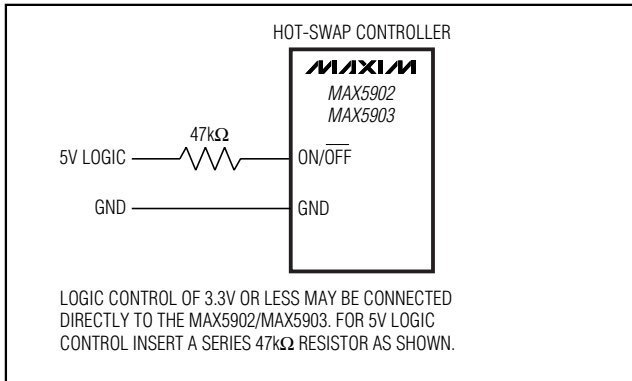 HOT-SWAP CONTROLLER
MAXIM
MAX5902
MAX5903
47kΩ
5V LOGIC
ON/O̅F̅F̅
GND
GND
LOGIC CONTROL OF 3.3V OR LESS MAY BE CONNECTED
DIRECTLY TO THE MAX5902/MAX5903. FOR 5V LOGIC
CONTROL INSERT A SERIES 47kΩ RESISTOR AS SHOWN.